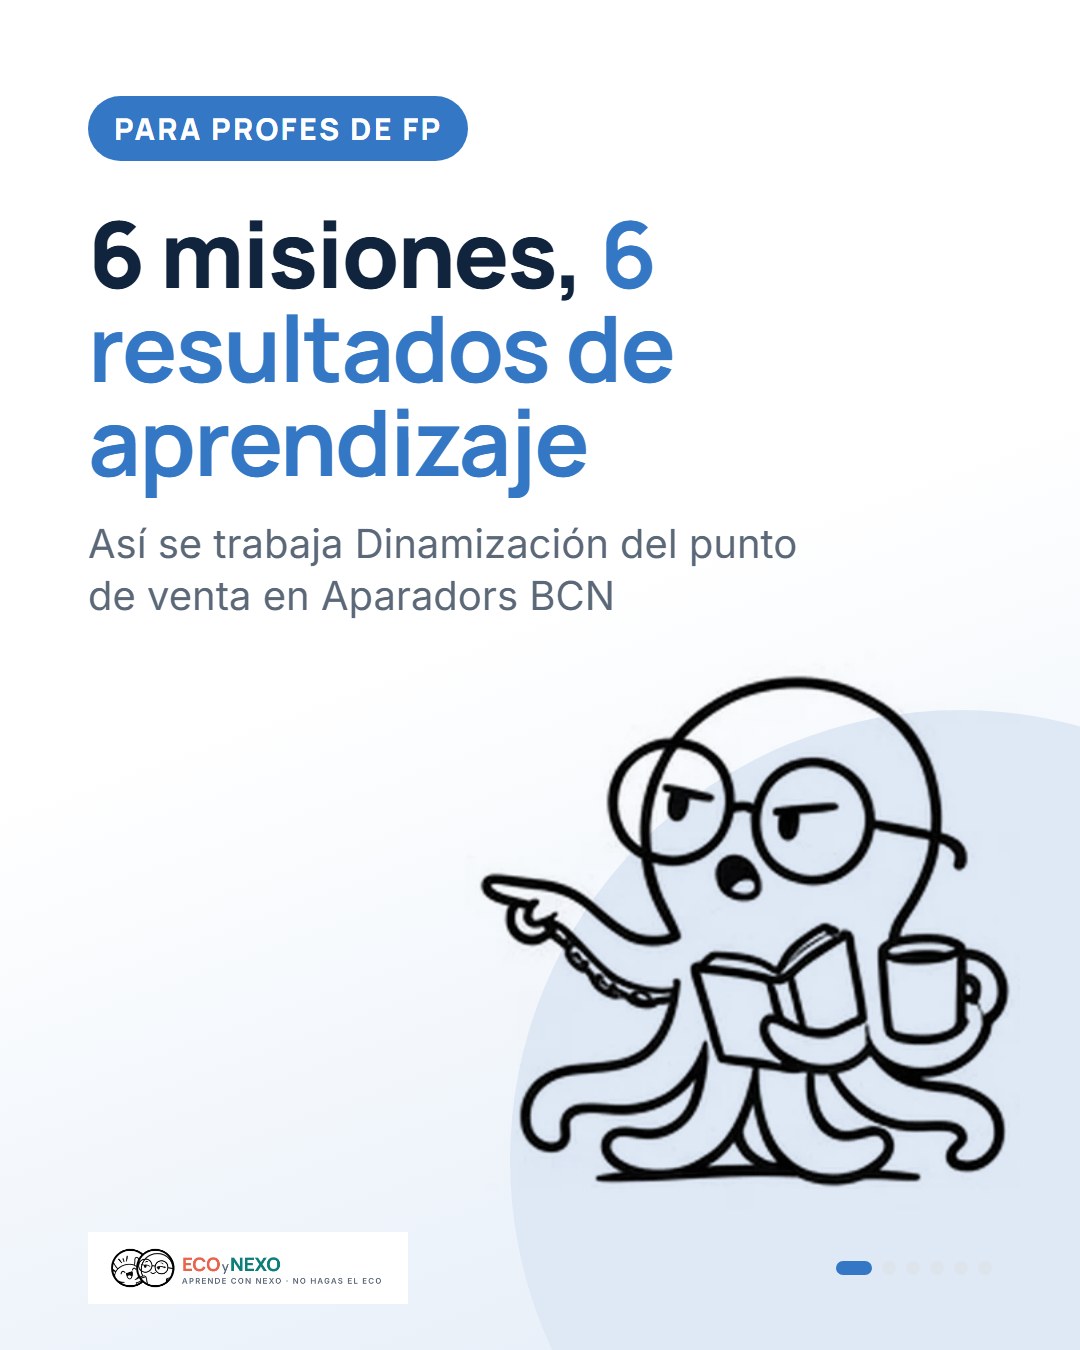 PARA PROFES DE FP
6 misiones, 6
resultados de
aprendizaje
Así se trabaja Dinamización del punto
de venta en Aparadors BCN
ECOyNEXO
APRENDE CON NEXO · NO HAGAS EL ECO